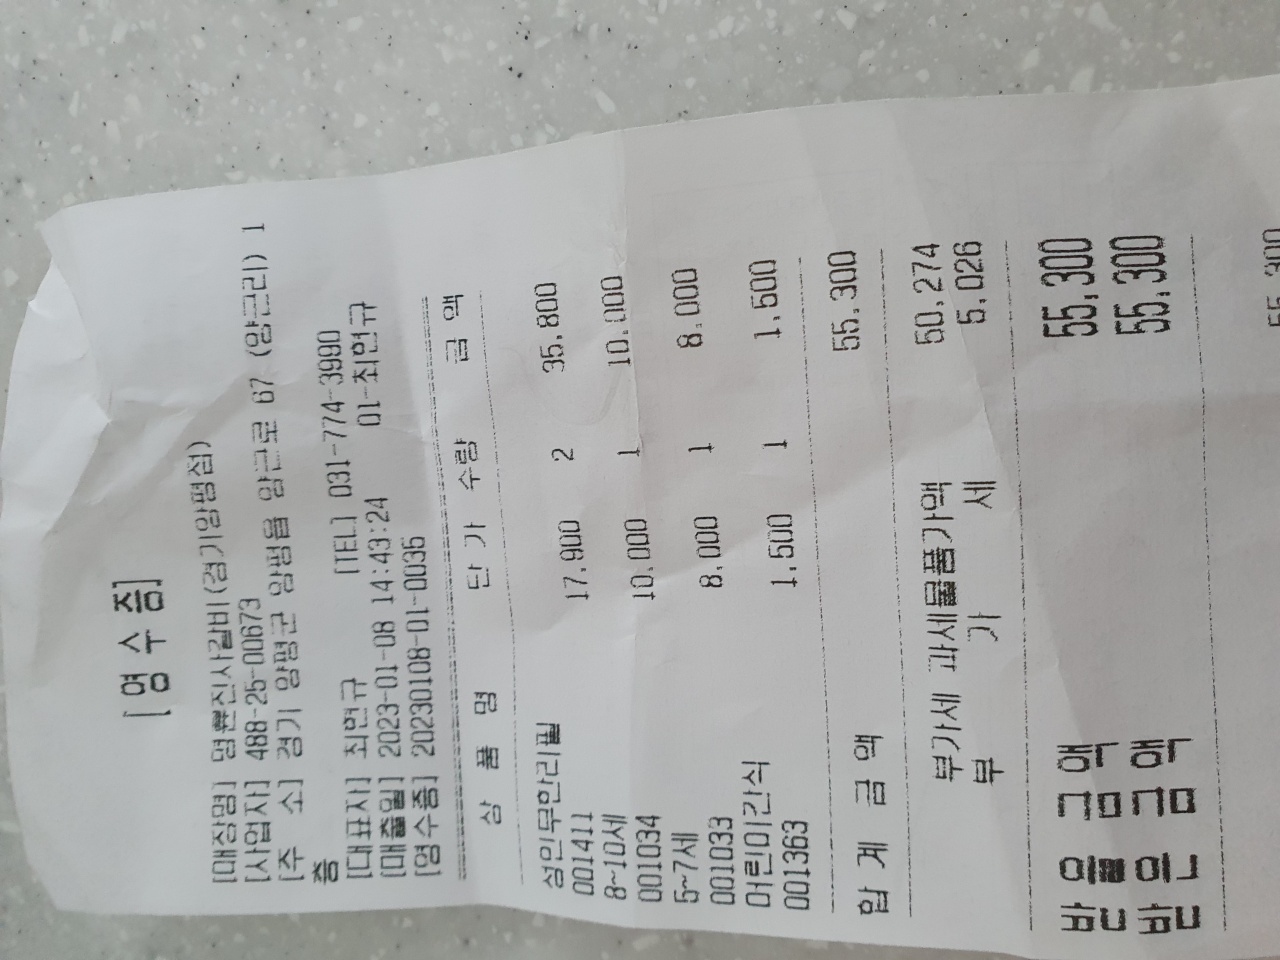 [영 수 증]
[매장명] 명륜진사갈비(경기양평점)
[사업자] 488-25-00673
[주 소] 경기 양평군 양평읍 양근로 67 (양근리) 1
층
[대표자] 최현규 [TEL] 031-774-3990
[매출일] 2023-01-08 14:43:24 01-최현규
[영수증] 20230108-01-0036
상 품 명 단 가 수량 금 액
성인무한리필 17,900 2 35,800
001411
8~10세 10,000 1 10,000
001034
5~7세 8,000 1 8,000
001033
어린이간식 1,500 1 1,500
001363
합 계 금 액 55,300
부가세 과세물품가액 50,274
부 가 세 5,026
받을금액 55,300
받은금액 55,300
55,300